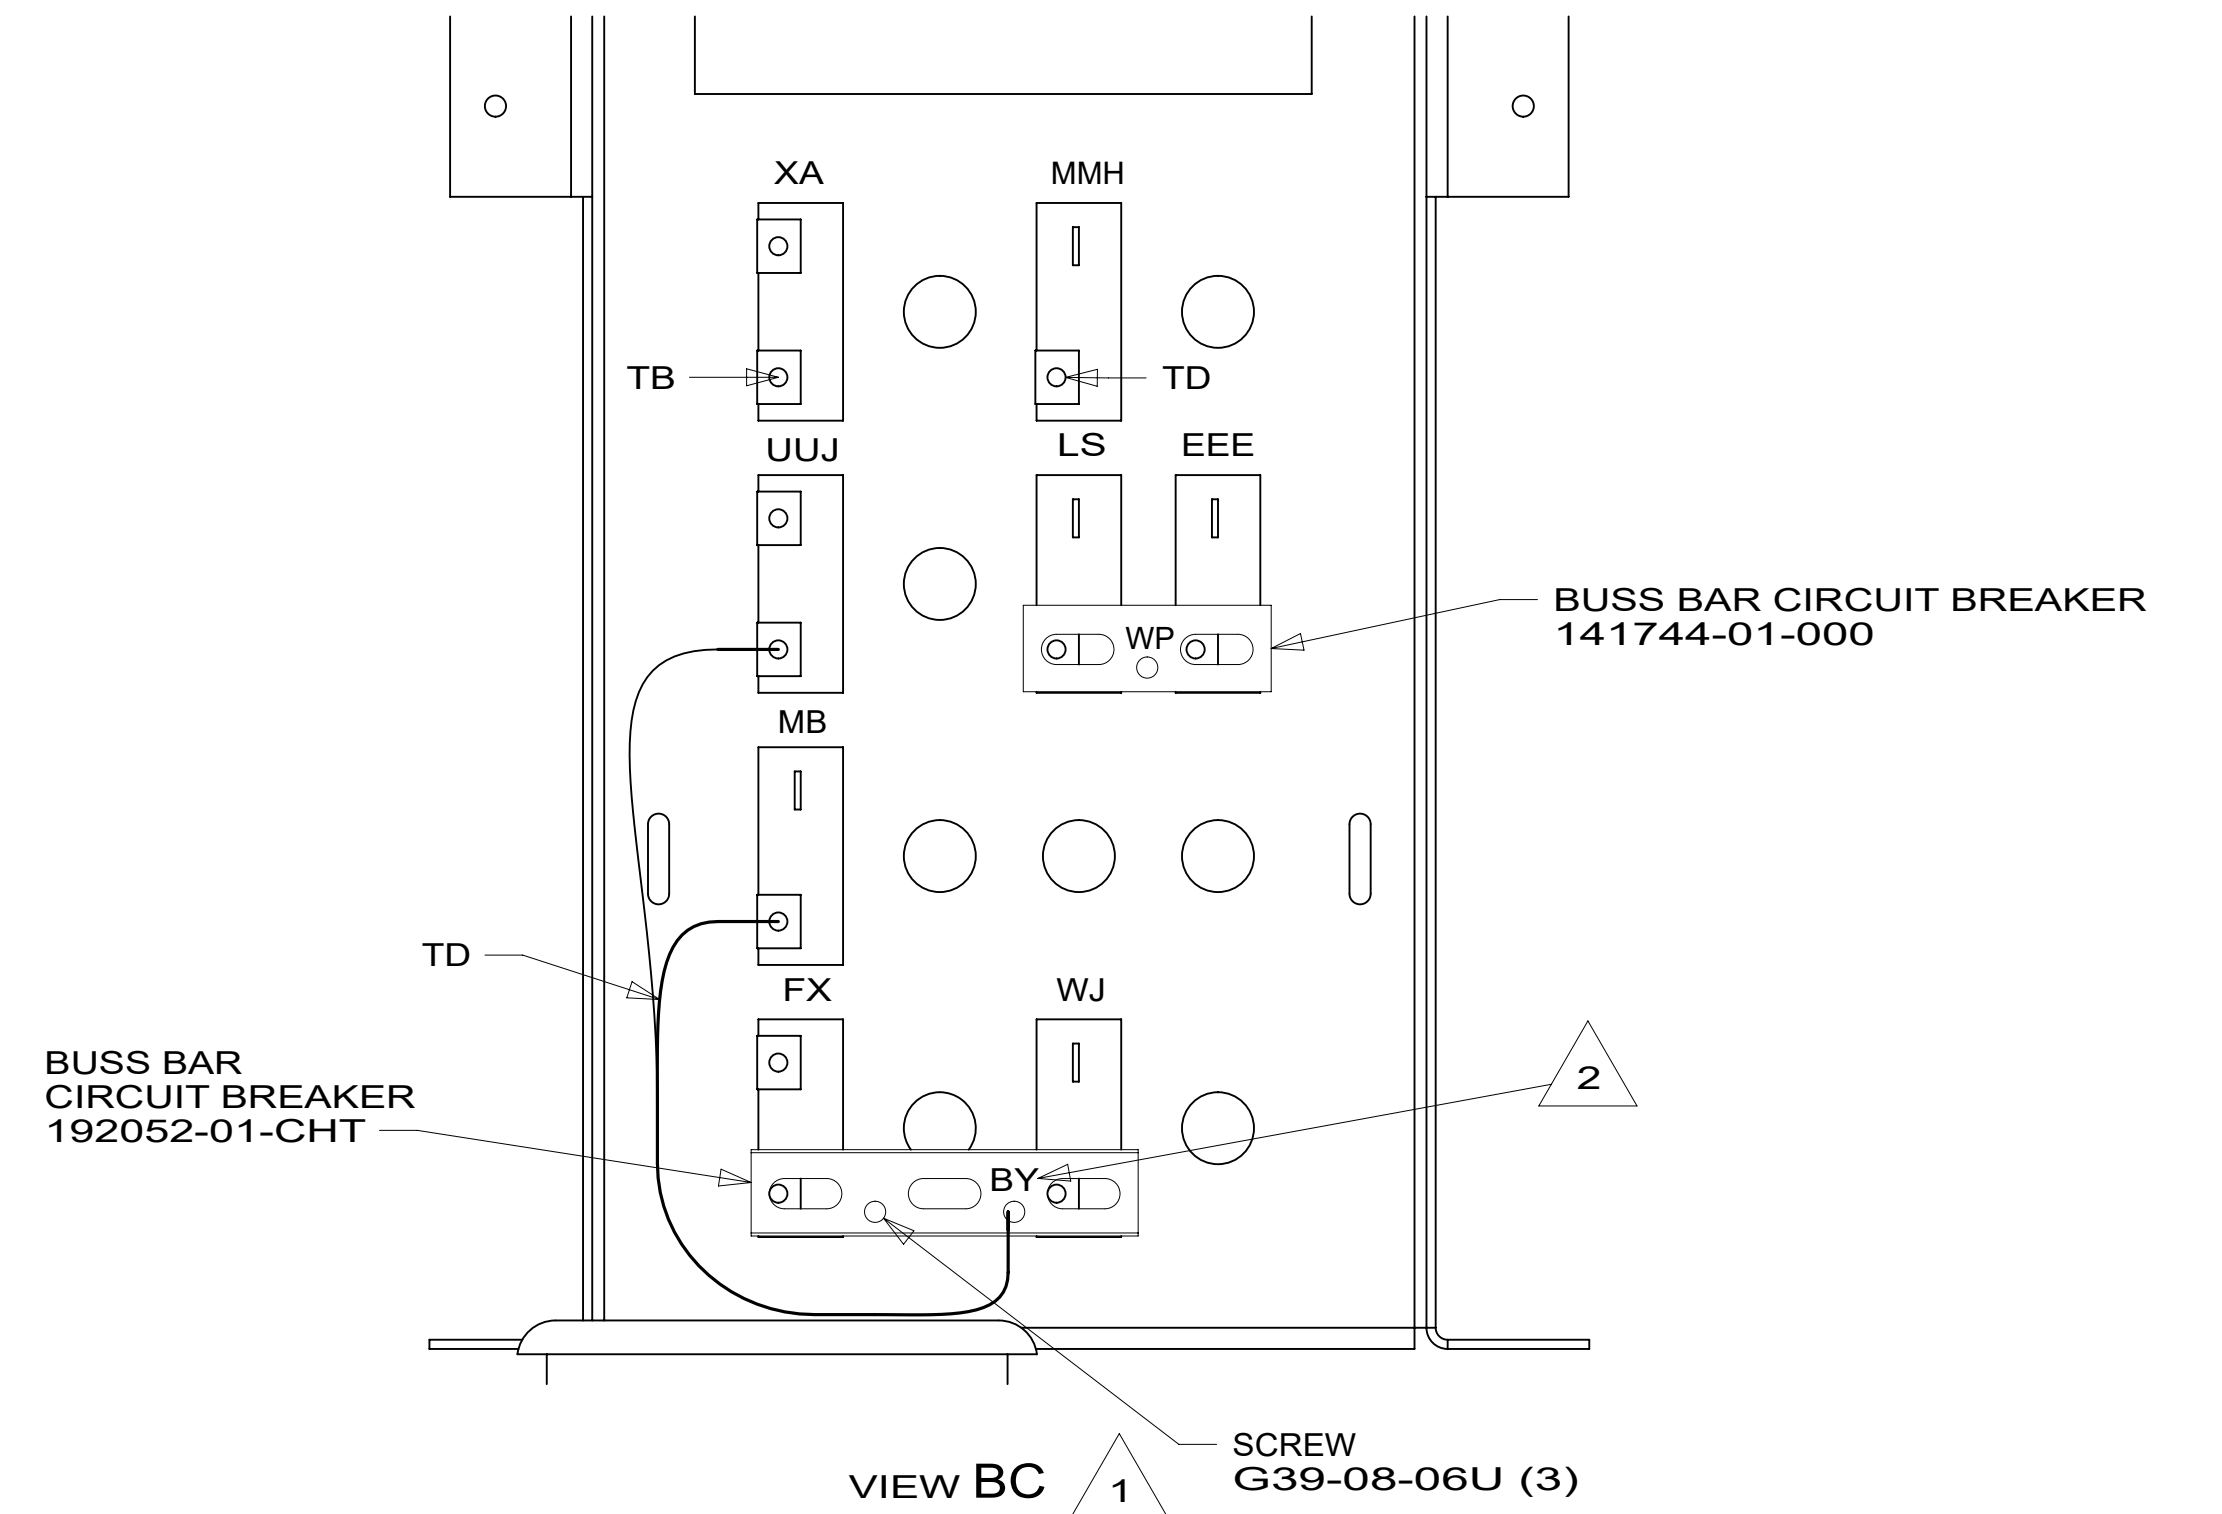 XA
MMH
TB
TD
UUJ
LS
EEE
BUSS BAR CIRCUIT BREAKER
141744-01-000
WP
MB
TD
FX
WJ
BUSS BAR
CIRCUIT BREAKER
192052-01-CHT
2
BY
SCREW
G39-08-06U (3)
VIEW BC
1